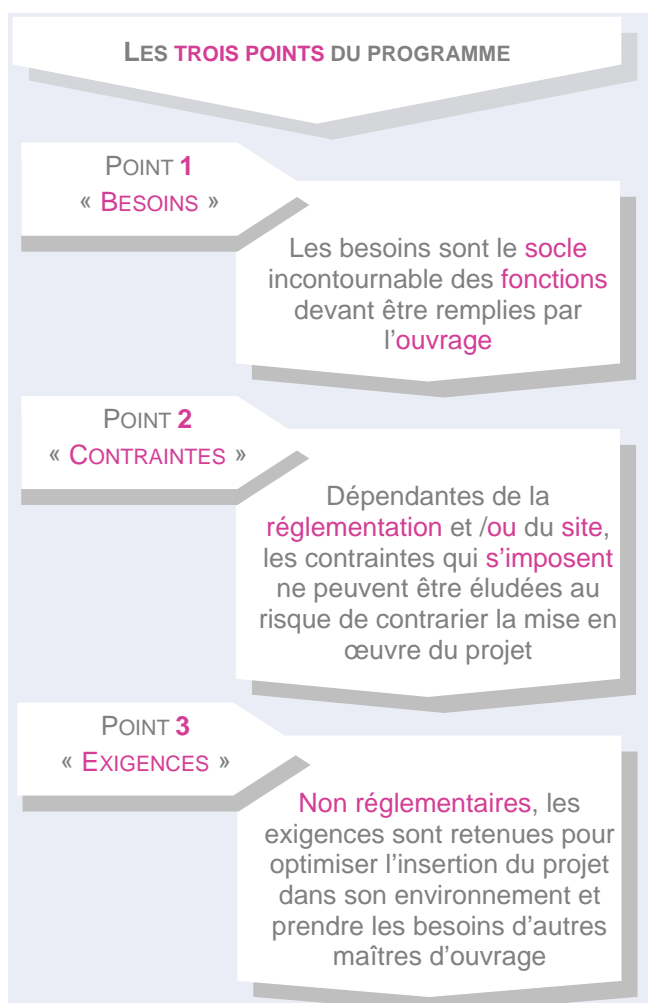 LES TROIS POINTS DU PROGRAMME
POINT 1
« BESOINS »
Les besoins sont le socle
incontournable des fonctions
devant être remplies par
l'ouvrage
POINT 2
« CONTRAINTES »
Dépendantes de la
réglementation et /ou du site,
les contraintes qui s'imposent
ne peuvent être éludées au
risque de contrarier la mise en
œuvre du projet
POINT 3
« EXIGENCES »
Non réglementaires, les
exigences sont retenues pour
optimiser l'insertion du projet
dans son environnement et
prendre les besoins d'autres
maîtres d'ouvrage